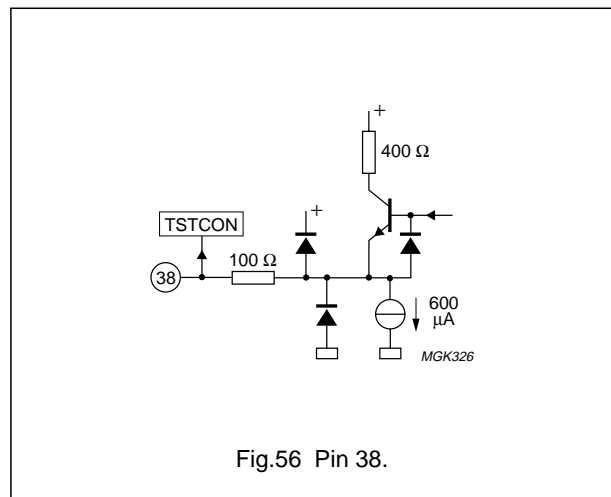 +
400 Ω
TSTCON
+
100 Ω
38
600
μA
MGK326
Fig.56 Pin 38.